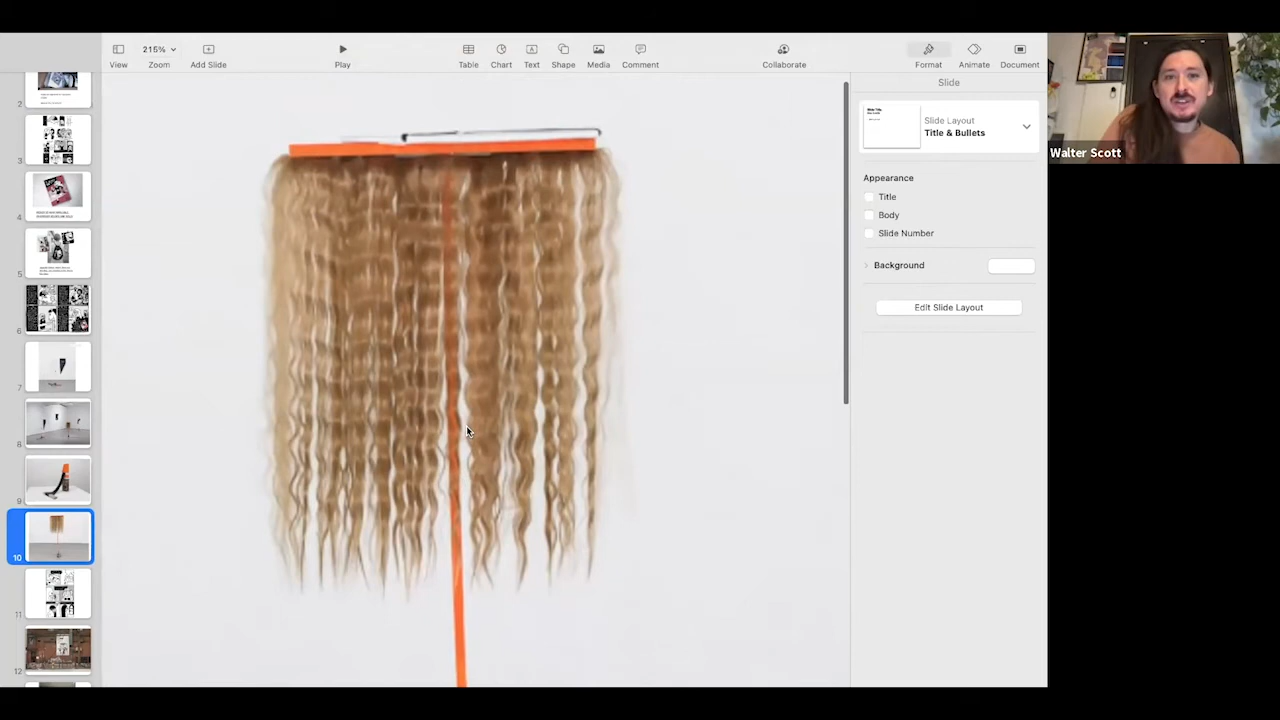 215%
View
Zoom
Add Slide
Play
Table
Chart
Text
Shape
Media
Comment
Collaborate
Format
Animate
Document
Slide
Slide Layout
Title & Bullets
Appearance
Title
Body
Slide Number
Background
Edit Slide Layout
2
3
4
5
6
7
8
9
10
11
12
Walter Scott